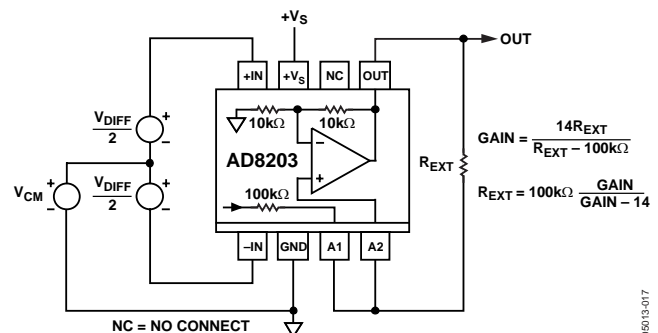 +VS
OUT
+IN +VS NC OUT
10kΩ 10kΩ
VDIFF
2
AD8203
GAIN = 14REXT
REXT – 100kΩ
REXT
VDIFF
2
VCM
100kΩ
REXT = 100kΩ GAIN
GAIN – 14
–IN GND A1 A2
NC = NO CONNECT
05013-017